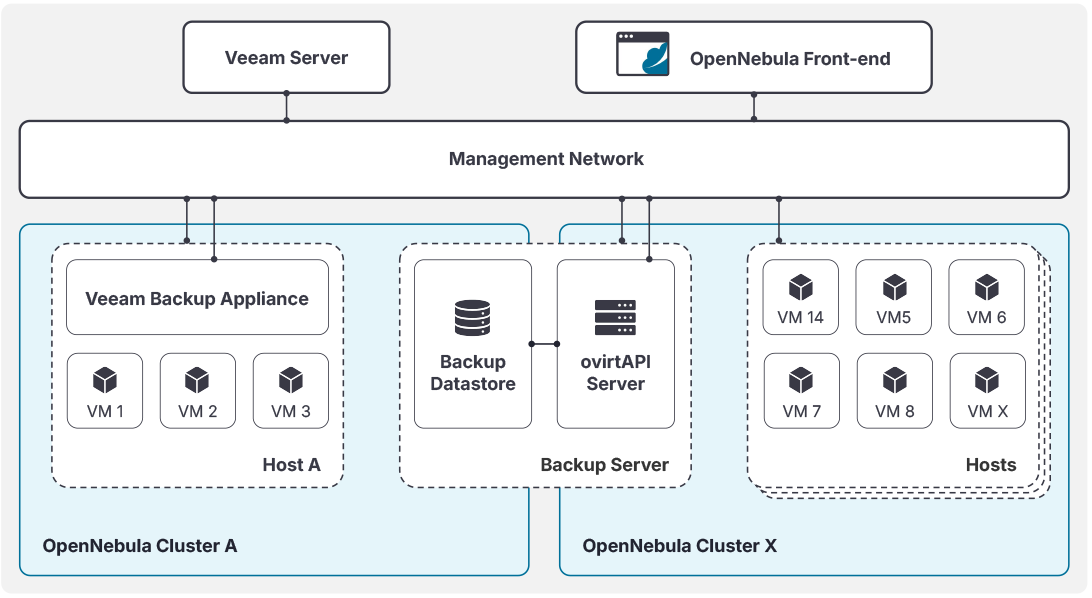 Veeam Server
OpenNebula Front-end
Management Network
Veeam Backup Appliance
VM 1
VM 2
VM 3
Host A
Backup
Datastore
ovirtAPI
Server
Backup Server
VM 14
VM5
VM 6
VM 7
VM 8
VM X
Hosts
OpenNebula Cluster A
OpenNebula Cluster X